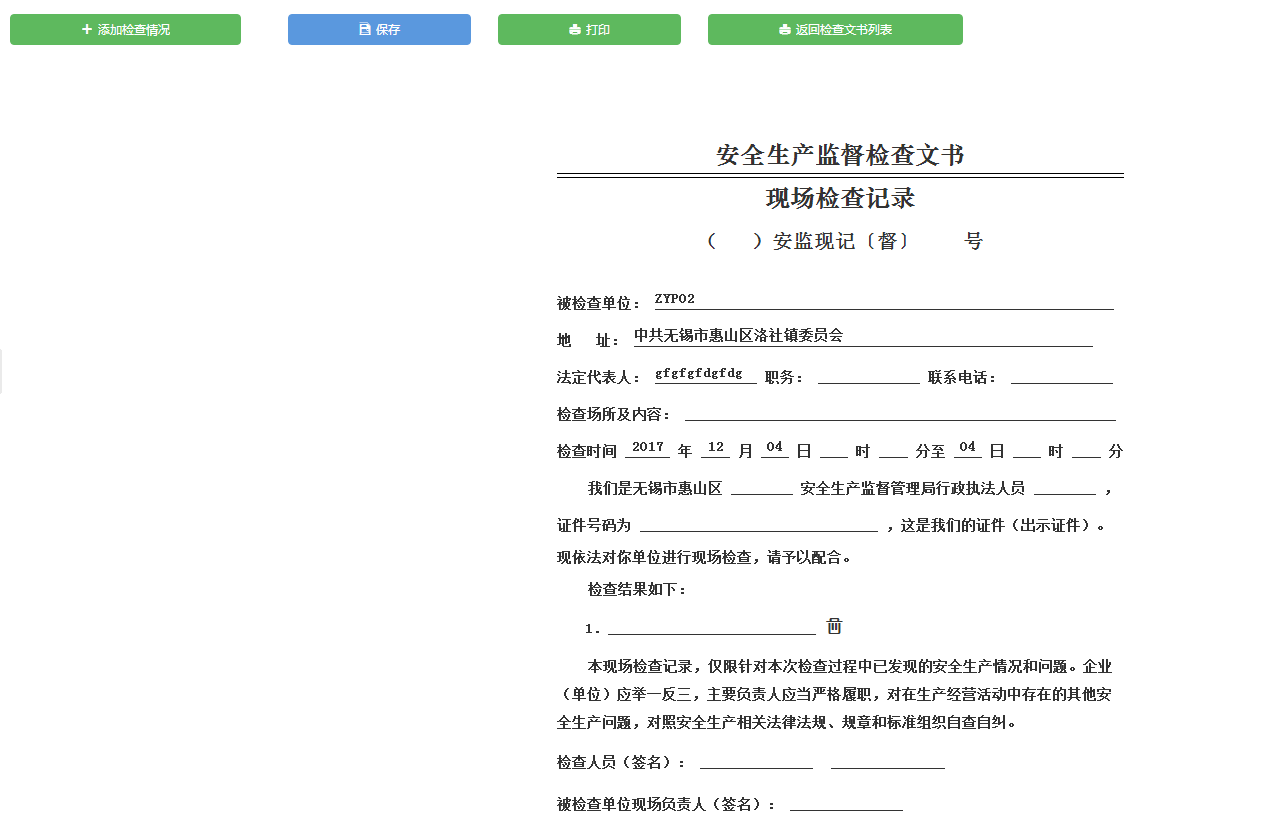 添加检查情况 保存 打印 返回检查文书列表
安全生产监督检查文书
现场检查记录
（ ）安监现记〔督〕 号
被检查单位： ZYP02
地 址： 中共无锡市惠山区洛社镇委员会
法定代表人： gfgfgfdgfdg 职务： 联系电话：
检查场所及内容：
检查时间 2017 年 12 月 04 日 时 分至 04 日 时 分
我们是无锡市惠山区 安全生产监督管理局行政执法人员 ，
证件号码为 ，这是我们的证件（出示证件）。
现依法对你单位进行现场检查，请予以配合。
检查结果如下：
1.
本现场检查记录，仅限针对本次检查过程中已发现的安全生产情况和问题。企业
（单位）应举一反三，主要负责人应当严格履职，对在生产经营活动中存在的其他安
全生产问题，对照安全生产相关法律法规、规章和标准组织自查自纠。
检查人员（签名）：
被检查单位现场负责人（签名）：